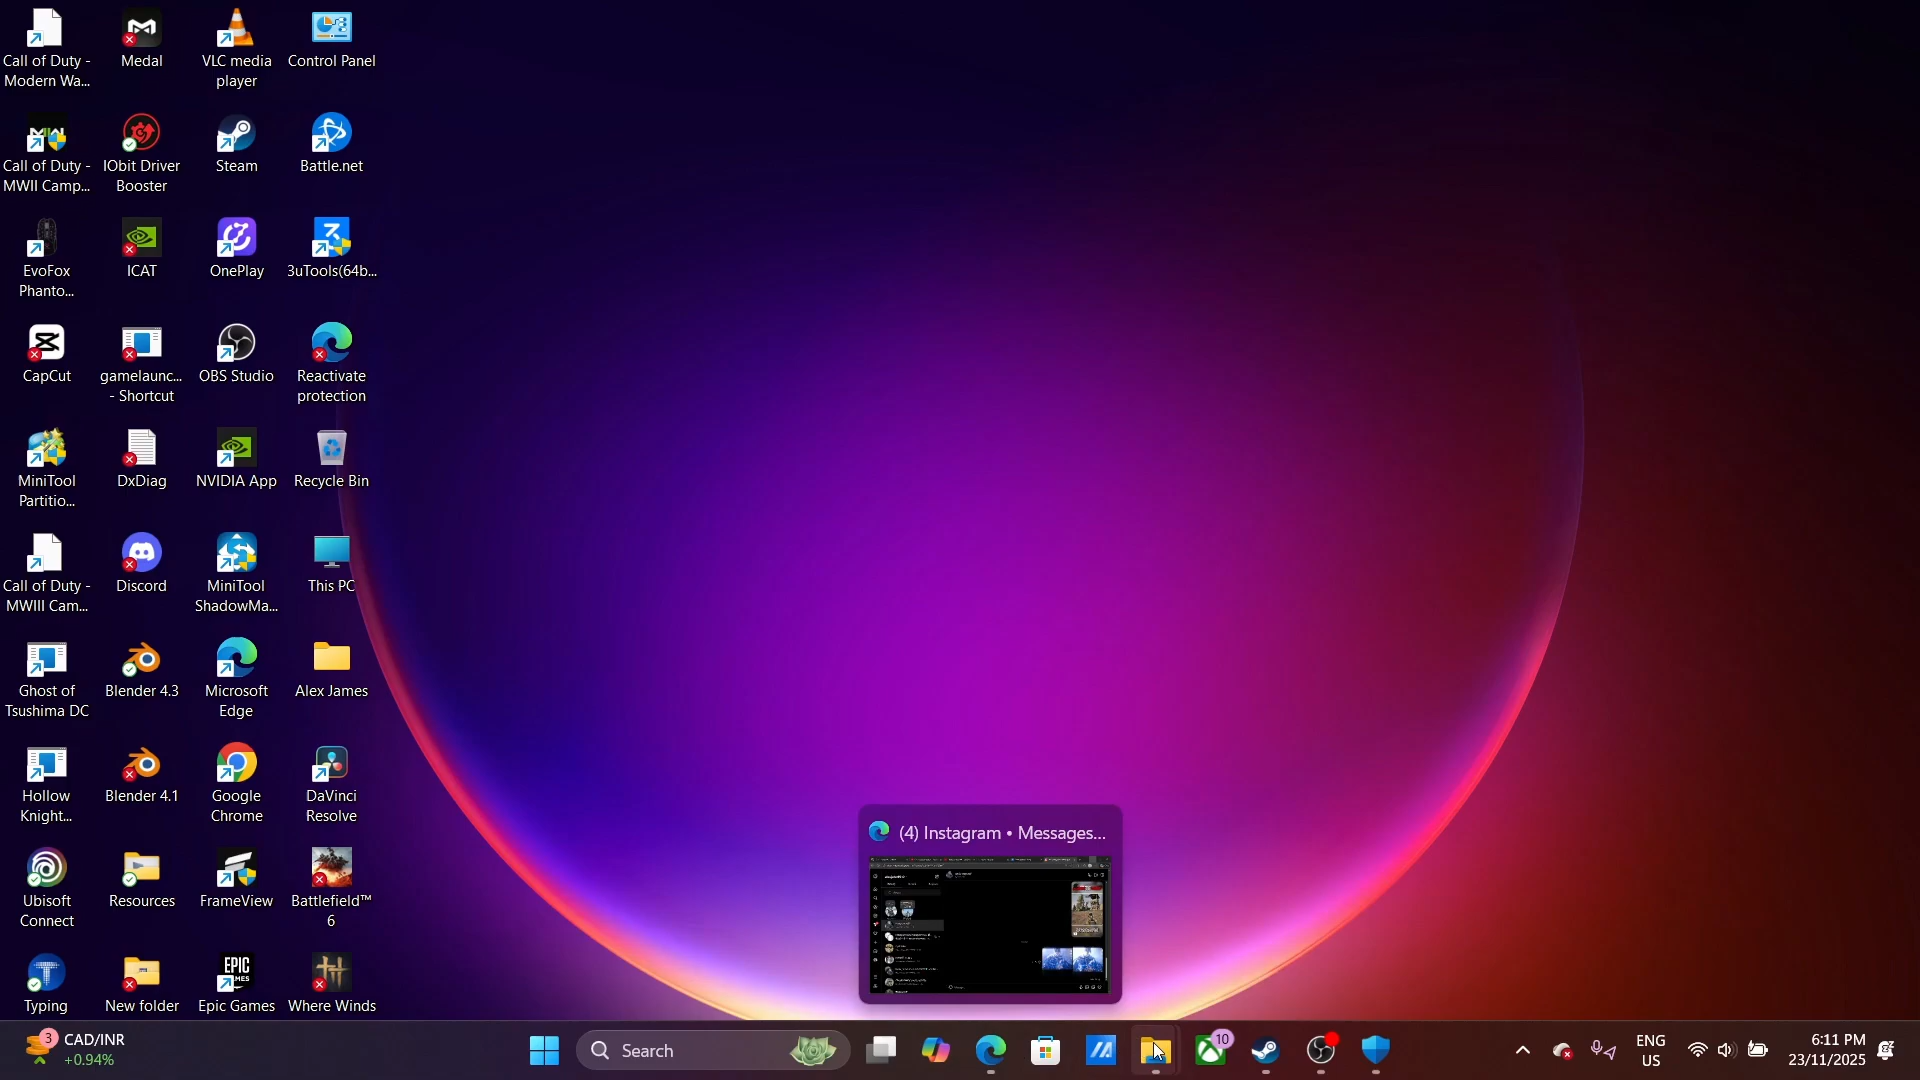 Call of Duty -
Modern Wa...
Medal
VLC media
player
Control Panel
Call of Duty -
MWII Camp...
IObit Driver
Booster
Steam
Battle.net
EvoFox
Phanto...
ICAT
OnePlay
3uTools(64b...
CapCut
gamelaunc...
- Shortcut
OBS Studio
Reactivate
protection
MiniTool
Partitio...
DxDiag
NVIDIA App
Recycle Bin
Call of Duty -
MWIII Cam...
Discord
MiniTool
ShadowMa...
This PC
Ghost of
Tsushima DC
Blender 4.3
Microsoft
Edge
Alex James
Hollow
Knight...
Blender 4.1
Google
Chrome
DaVinci
Resolve
Ubisoft
Connect
Resources
FrameView
Battlefield™
6
Typing
New folder
EPIC
GAMES
Epic Games
Where Winds
(4) Instagram • Messages...
3
CAD/INR
+0.94%
Search
10
ENG
US
6:11 PM
23/11/2025